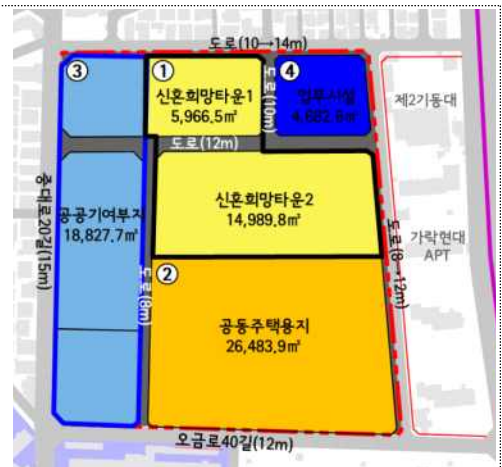 도로(10→14m)
③
①
④
신혼희망타운1
5,966.5㎡
도로(10m)
업무시설
4,682.8㎡
제2기동대
도로(12m)
중대로20길(15m)
공공기여부지
18,827.7㎡
신혼희망타운2
14,989.8㎡
도로(8→12m)
가락현대
APT
도로(8m)
②
공동주택용지
26,483.9㎡
오금로40길(12m)